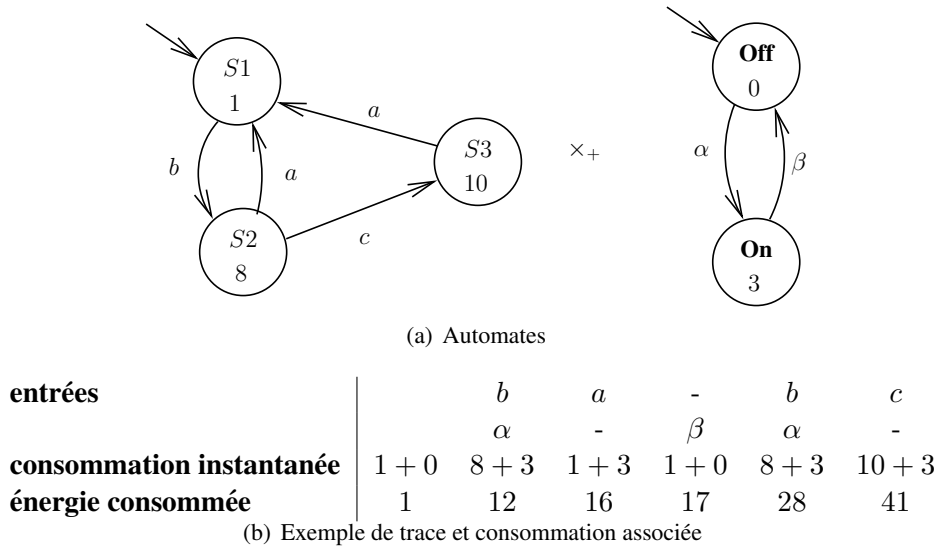 S1
1
b
a
S2
8
a
c
S3
10
×+
Off
0
α
β
On
3
(a) Automates
entrées b a - b c
α - β α -
consommation instantanée 1 + 0 8 + 3 1 + 3 1 + 0 8 + 3 10 + 3
énergie consommée 1 12 16 17 28 41
(b) Exemple de trace et consommation associée